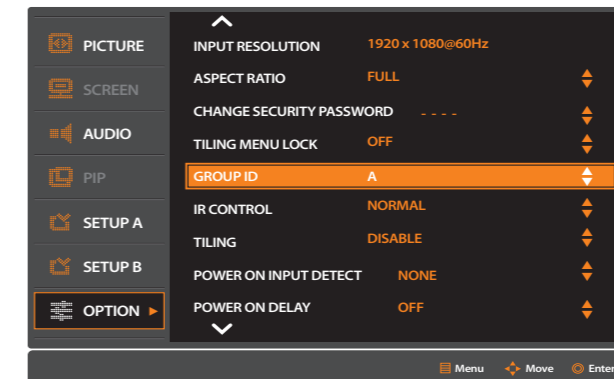 PICTURE
SCREEN
AUDIO
PIP
SETUP A
SETUP B
OPTION
INPUT RESOLUTION 1920 x 1080@60Hz
ASPECT RATIO FULL
CHANGE SECURITY PASSWORD - - - -
TILING MENU LOCK OFF
GROUP ID A
IR CONTROL NORMAL
TILING DISABLE
POWER ON INPUT DETECT NONE
POWER ON DELAY OFF
Menu Move Enter